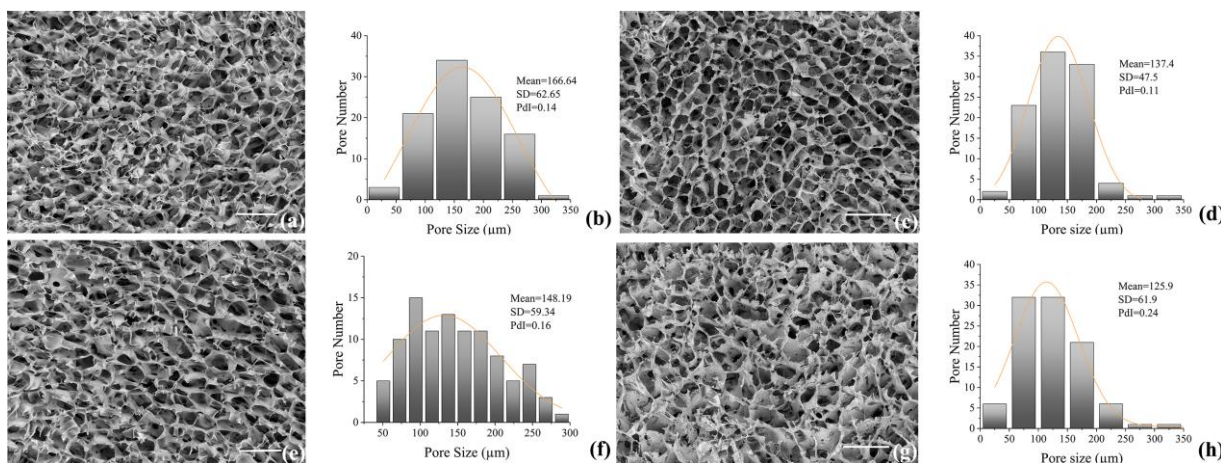 40
30
20
10
0
Pore Number
Mean=166.64
SD=62.65
PdI=0.14
0 50 100 150 200 250 300 350
Pore Size (µm)
(a)
(b)
40
35
30
25
20
15
10
5
0
Pore Number
Mean=137.4
SD=47.5
PdI=0.11
0 50 100 150 200 250 300 350
Pore size (µm)
(c)
(d)
20
15
10
5
0
Pore Number
Mean=148.19
SD=59.34
PdI=0.16
50 100 150 200 250 300
Pore Size (µm)
(e)
(f)
40
35
30
25
20
15
10
5
0
Pore Number
Mean=125.9
SD=61.9
PdI=0.24
0 50 100 150 200 250 300 350
Pore Size (µm)
(g)
(h)